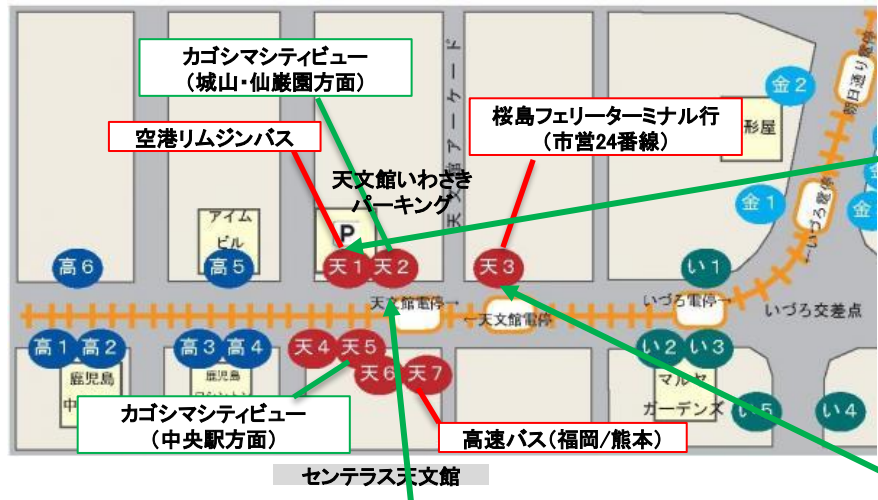 カゴシマシティビュー
(城山・仙巌園方面)
空港リムジンバス
桜島フェリーターミナル行
(市営24番線)
天文館いわさき
パーキング
天文館アーケード
金2
形屋
朝日通り電停
金1
金
金
いづろ電停→
アイム
ビル
P
高6
高5
天1
天2
天3
い1
天文館電停→
←天文館電停
いづろ電停→
いづろ交差点
高1
高2
高3
高4
天4
天5
天6
天7
い2
い3
鹿児島
中
鹿児島
マルヤ
ガーデンズ
い5
い4
カゴシマシティビュー
(中央駅方面)
高速バス(福岡/熊本)
センテラス天文館